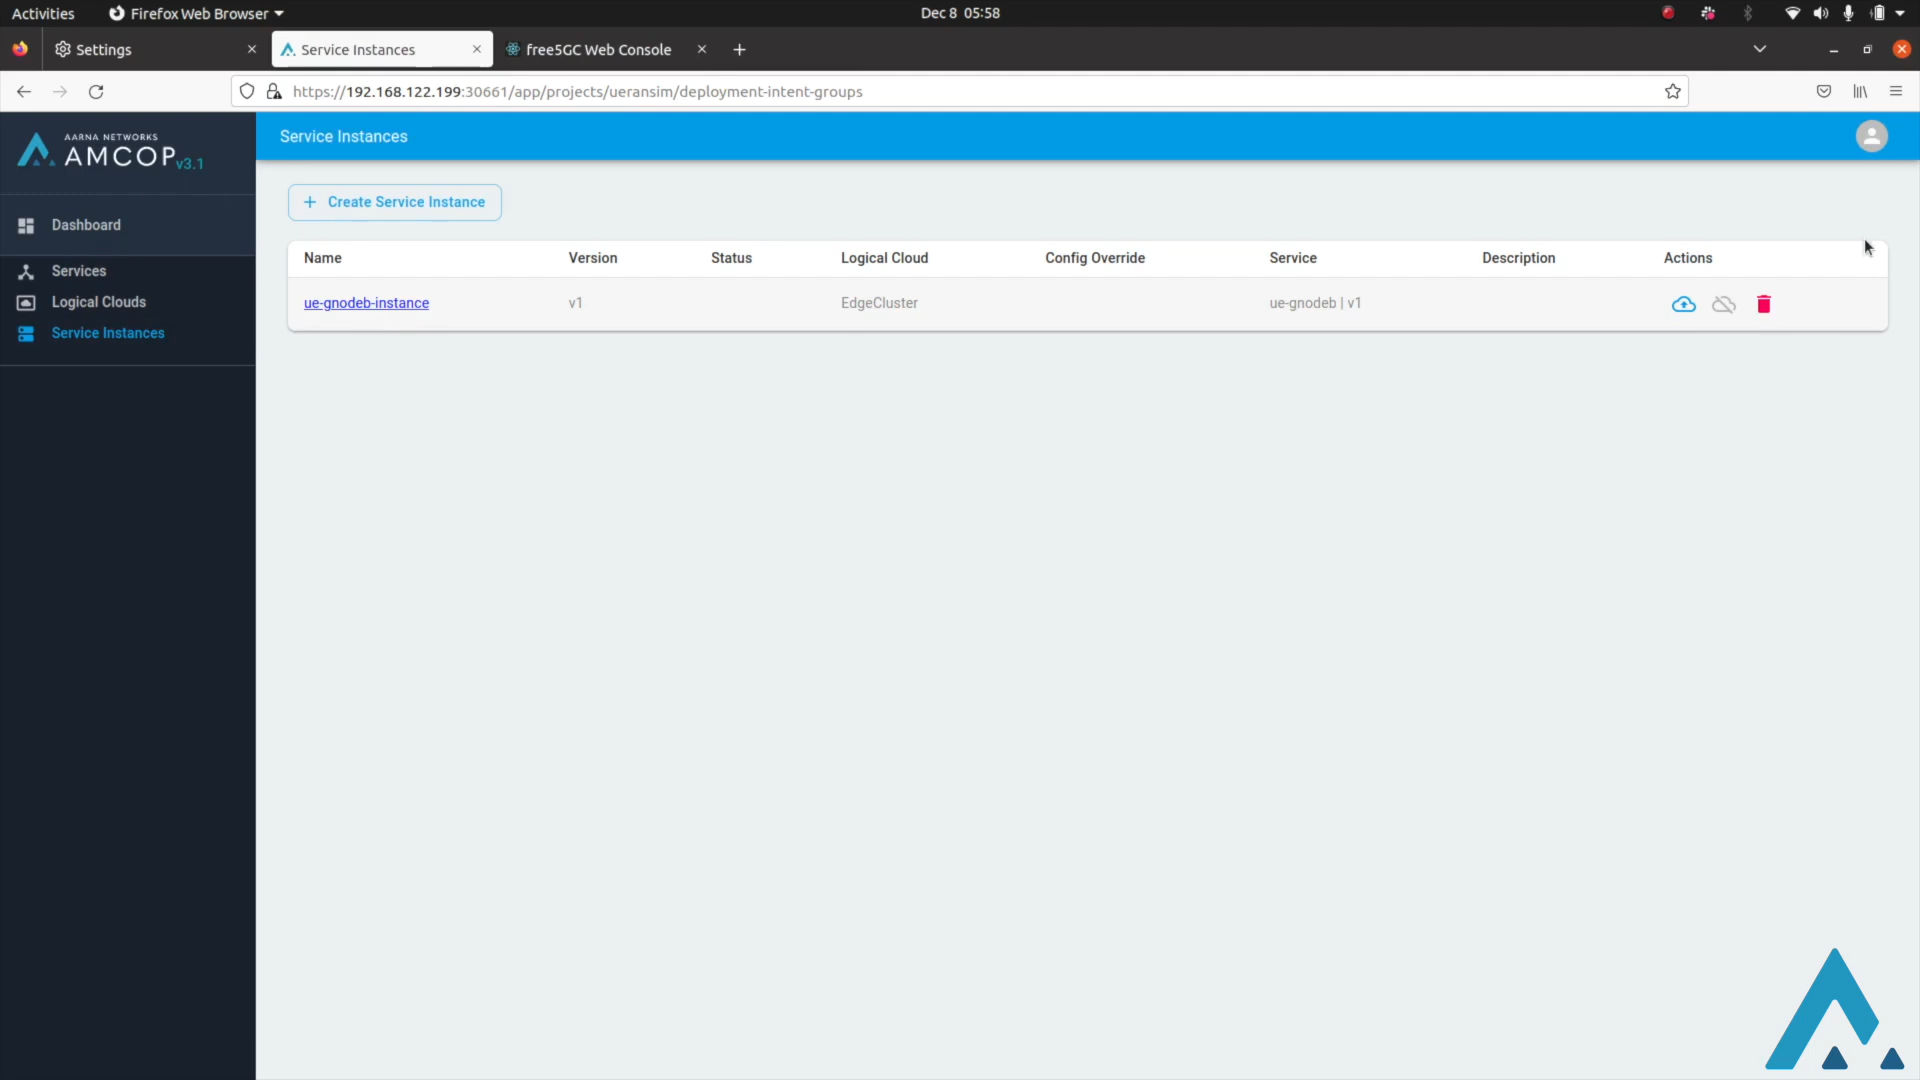 Activities Firefox Web Browser Dec 8 05:58
Settings Service Instances free5GC Web Console
https://192.168.122.199:30661/app/projects/ueransim/deployment-intent-groups
AARNA NETWORKS
AMCOP v3.1
Service Instances
Dashboard
Services
Logical Clouds
Service Instances
Create Service Instance
Name Version Status Logical Cloud Config Override Service Description Actions
ue-gnodeb-instance v1 EdgeCluster ue-gnodeb | v1